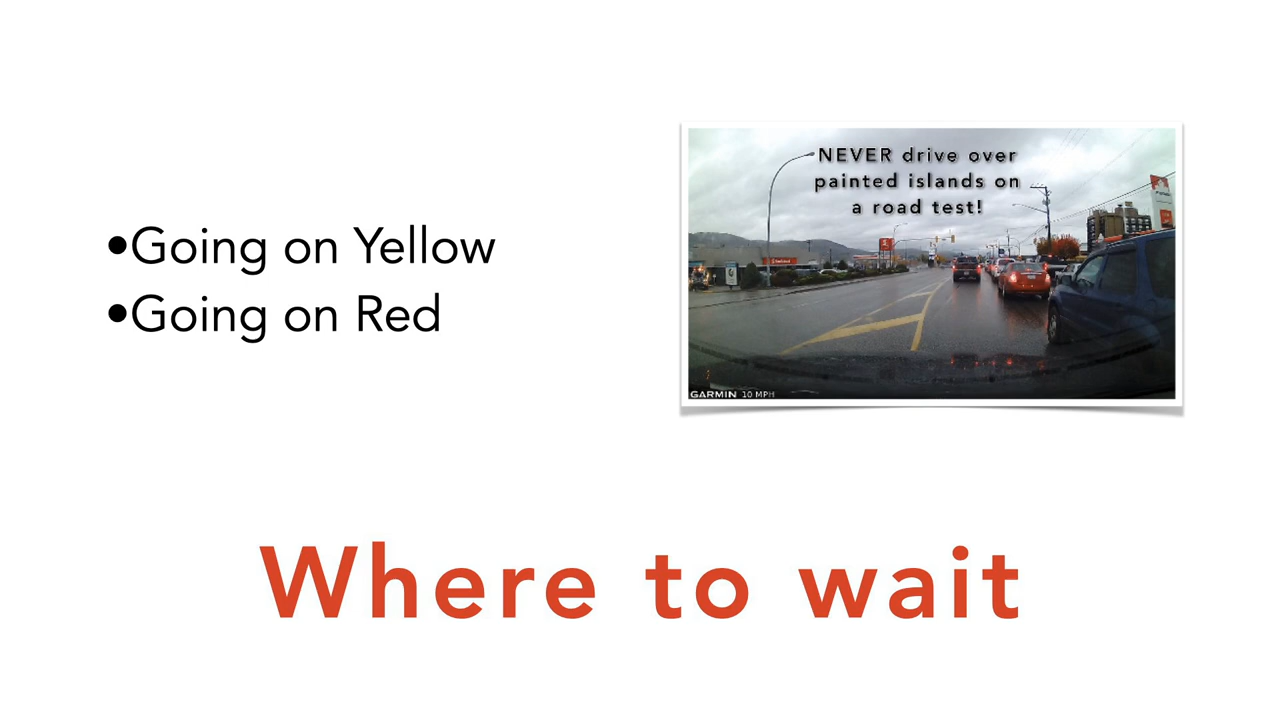 •Going on Yellow
•Going on Red
NEVER drive over
painted islands on
a road test!
GARMIN 10 MPH
Where to wait